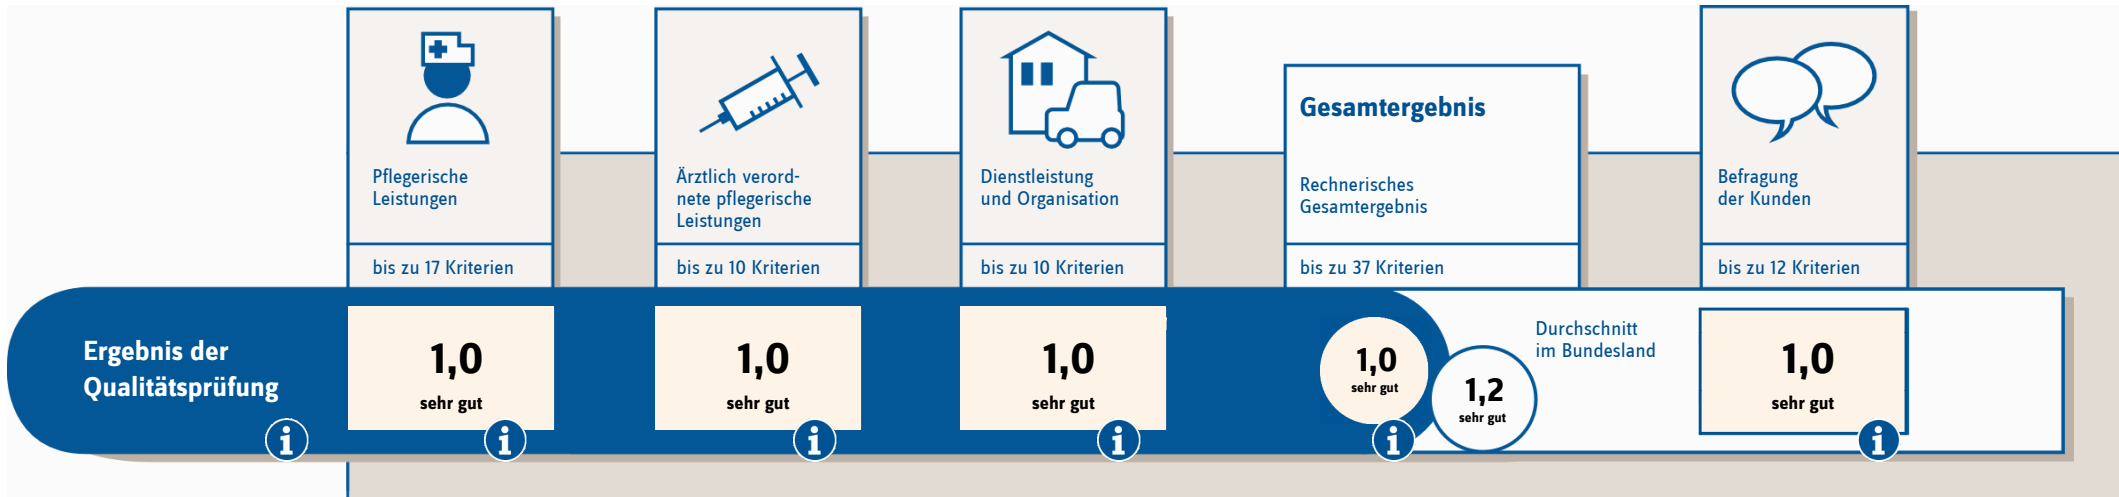 Pflegerische
Leistungen
bis zu 17 Kriterien
Ärztlich verord-
nete pflegerische
Leistungen
bis zu 10 Kriterien
Dienstleistung
und Organisation
bis zu 10 Kriterien
Gesamtergebnis
Rechnerisches
Gesamtergebnis
bis zu 37 Kriterien
Befragung
der Kunden
bis zu 12 Kriterien
Ergebnis der
Qualitätsprüfung
i
1,0
sehr gut
i
1,0
sehr gut
i
1,0
sehr gut
i
1,0
sehr gut
i
1,2
sehr gut
Durchschnitt
im Bundesland
1,0
sehr gut
i